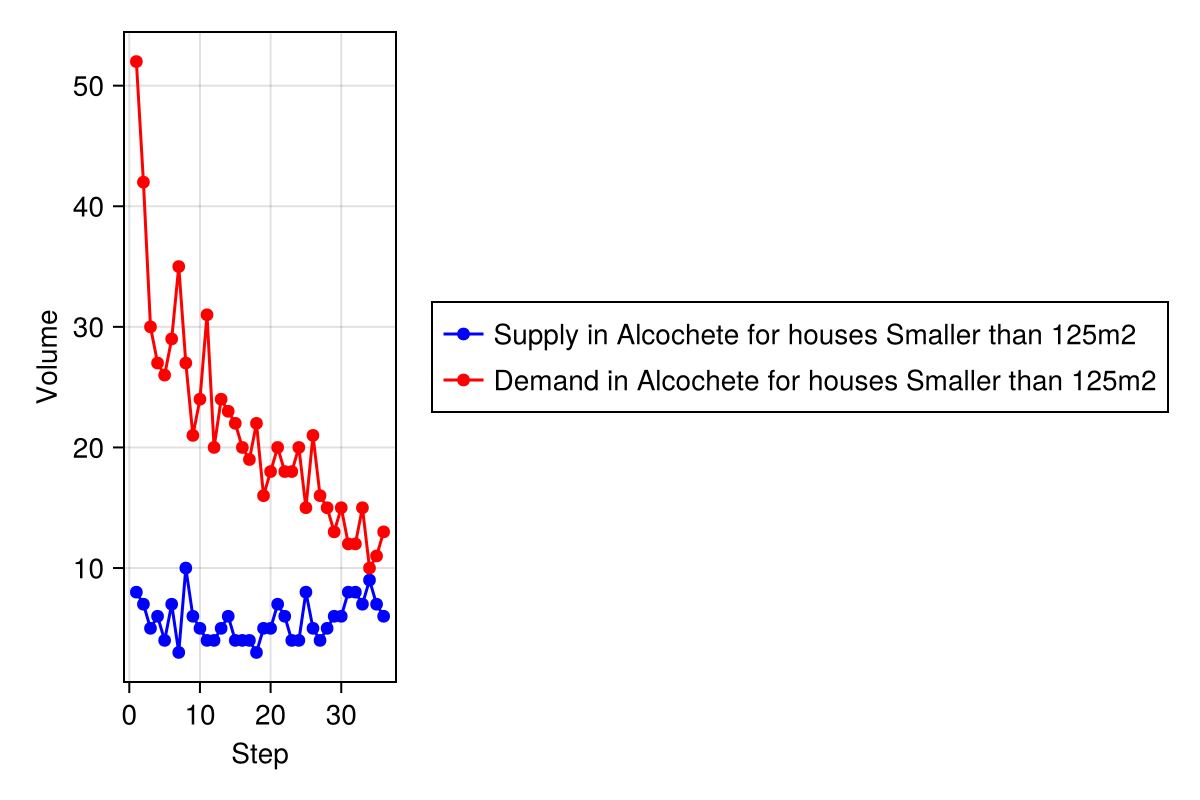 50
40
30
20
10
Volume
0 10 20 30
Step
Supply in Alcochete for houses Smaller than 125m2
Demand in Alcochete for houses Smaller than 125m2